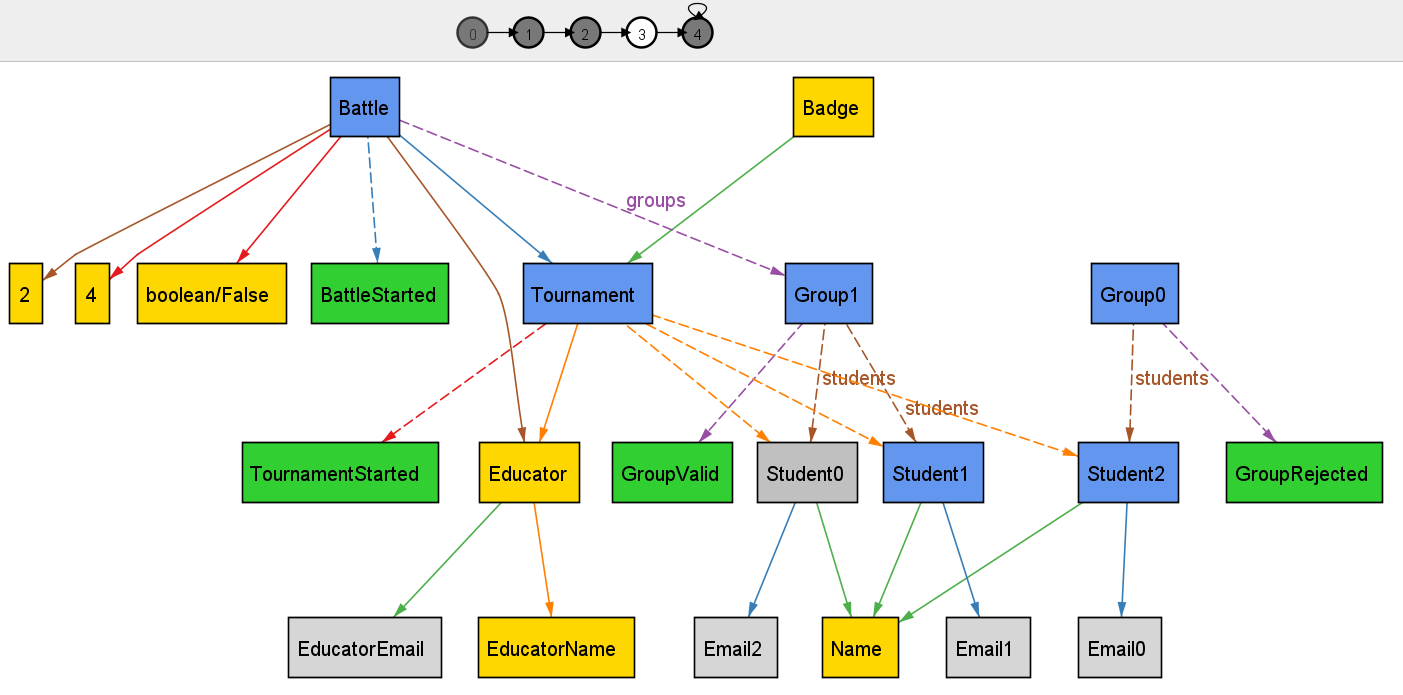 0
1
2
3
4
Battle
Badge
groups
2
4
boolean/False
BattleStarted
Tournament
Group1
Group0
students
students
students
TournamentStarted
Educator
GroupValid
Student0
Student1
Student2
GroupRejected
EducatorEmail
EducatorName
Email2
Name
Email1
Email0